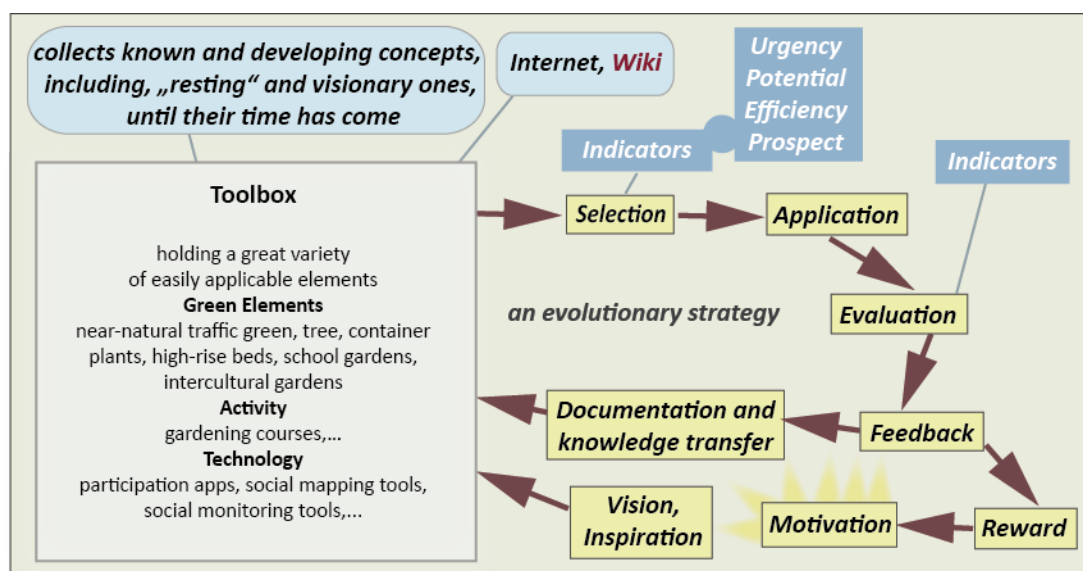 collects known and developing concepts,
including, „resting“ and visionary ones,
until their time has come
Internet, Wiki
Urgency
Potential
Efficiency
Prospect
Indicators
Indicators
Toolbox
holding a great variety
of easily applicable elements
Green Elements
near-natural traffic green, tree, container
plants, high-rise beds, school gardens,
intercultural gardens
Activity
gardening courses,...
Technology
participation apps, social mapping tools,
social monitoring tools,...
Selection
Application
an evolutionary strategy
Evaluation
Documentation and
knowledge transfer
Feedback
Vision,
Inspiration
Motivation
Reward